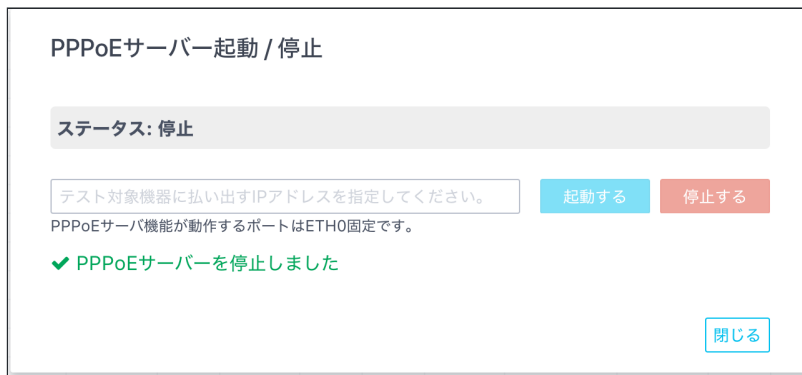 PPPoEサーバー起動 / 停止
ステータス: 停止
テスト対象機器に払い出すIPアドレスを指定してください。
起動する
停止する
PPPoEサーバ機能が動作するポートはETH0固定です。
✔ PPPoEサーバーを停止しました
閉じる